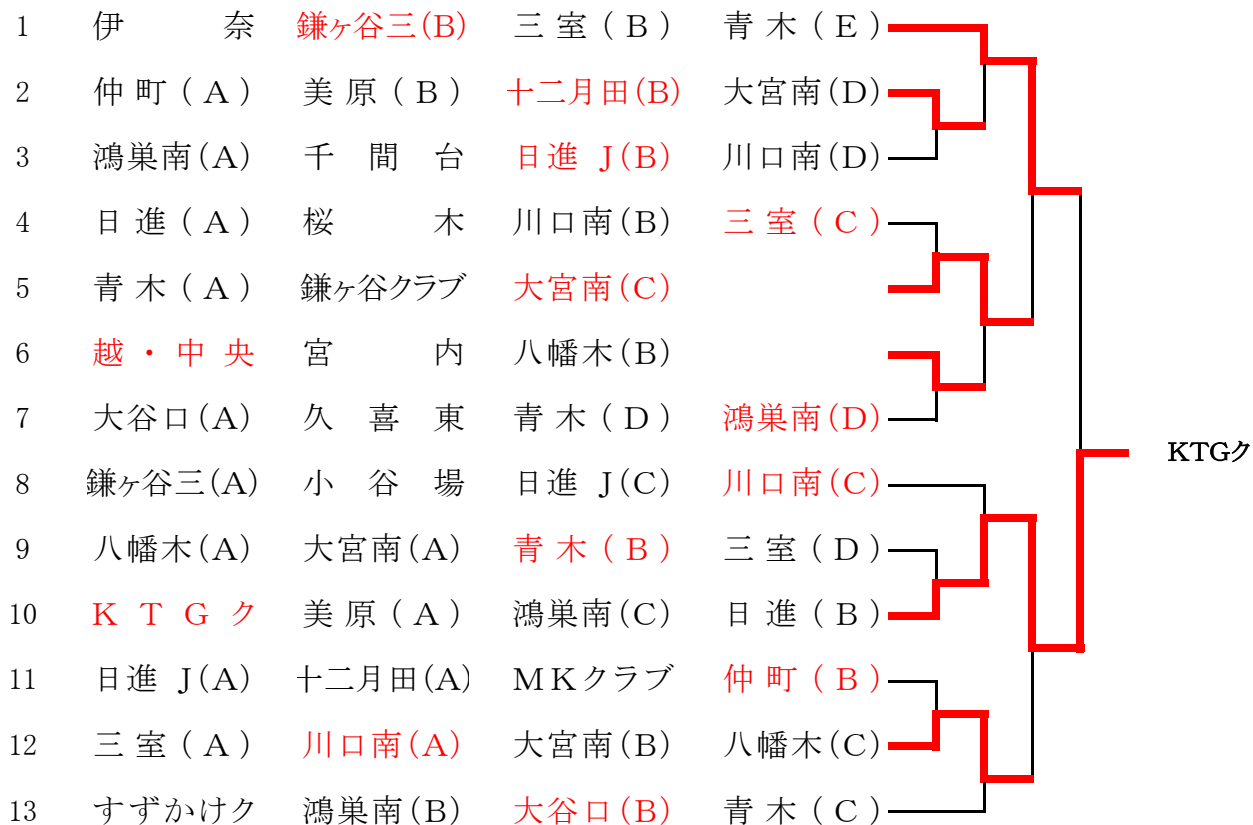 1 伊奈 鎌ヶ谷三(B) 三室(B) 青木(E)
2 仲町(A) 美原(B) 十二月田(B) 大宮南(D)
3 鴻巣南(A) 千間台 日進J(B) 川口南(D)
4 日進(A) 桜木 川口南(B) 三室(C)
5 青木(A) 鎌ヶ谷クラブ 大宮南(C)
6 越・中央 宮内 八幡木(B)
7 大谷口(A) 久喜東 青木(D) 鴻巣南(D)
KTGク
8 鎌ヶ谷三(A) 小谷場 日進J(C) 川口南(C)
9 八幡木(A) 大宮南(A) 青木(B) 三室(D)
10 KTGク 美原(A) 鴻巣南(C) 日進(B)
11 日進J(A) 十二月田(A) MKクラブ 仲町(B)
12 三室(A) 川口南(A) 大宮南(B) 八幡木(C)
13 すずかけク 鴻巣南(B) 大谷口(B) 青木(C)